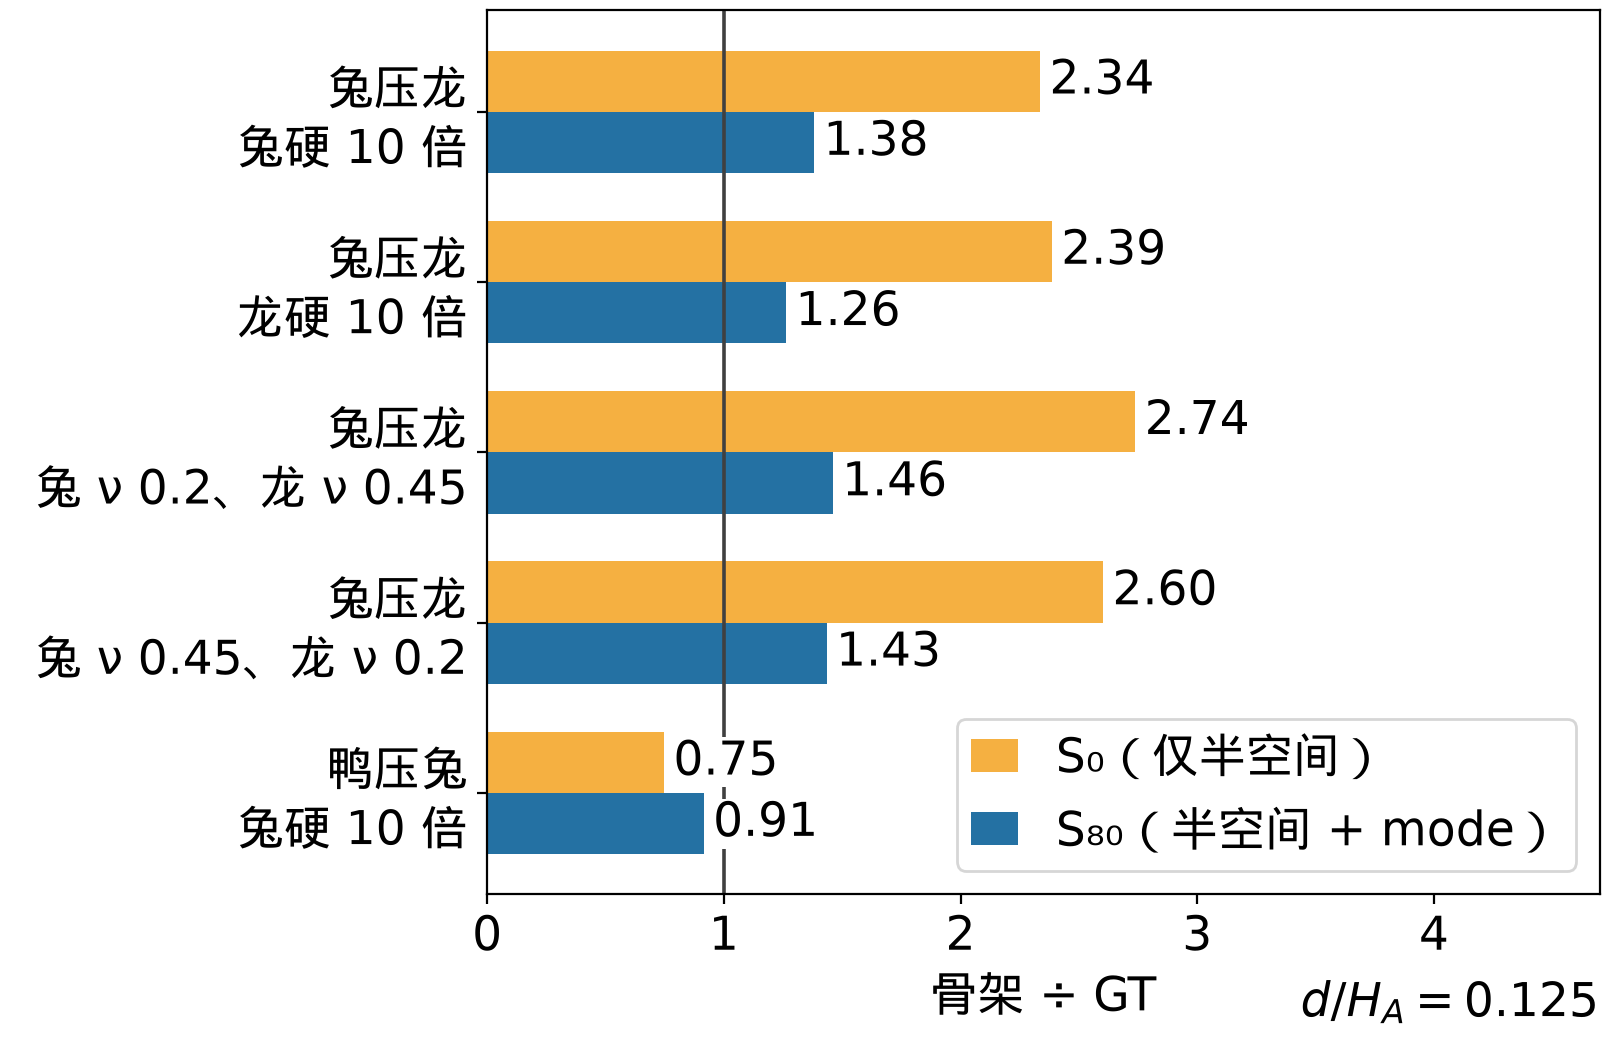 兔压龙
兔硬 10 倍
2.34
1.38
兔压龙
龙硬 10 倍
2.39
1.26
兔压龙
兔 ν 0.2、龙 ν 0.45
2.74
1.46
兔压龙
兔 ν 0.45、龙 ν 0.2
2.60
1.43
鸭压兔
兔硬 10 倍
0.75
0.91
S₀（仅半空间）
S₈₀（半空间 + mode）
0 1 2 3 4
骨架 ÷ GT
d/H_A = 0.125